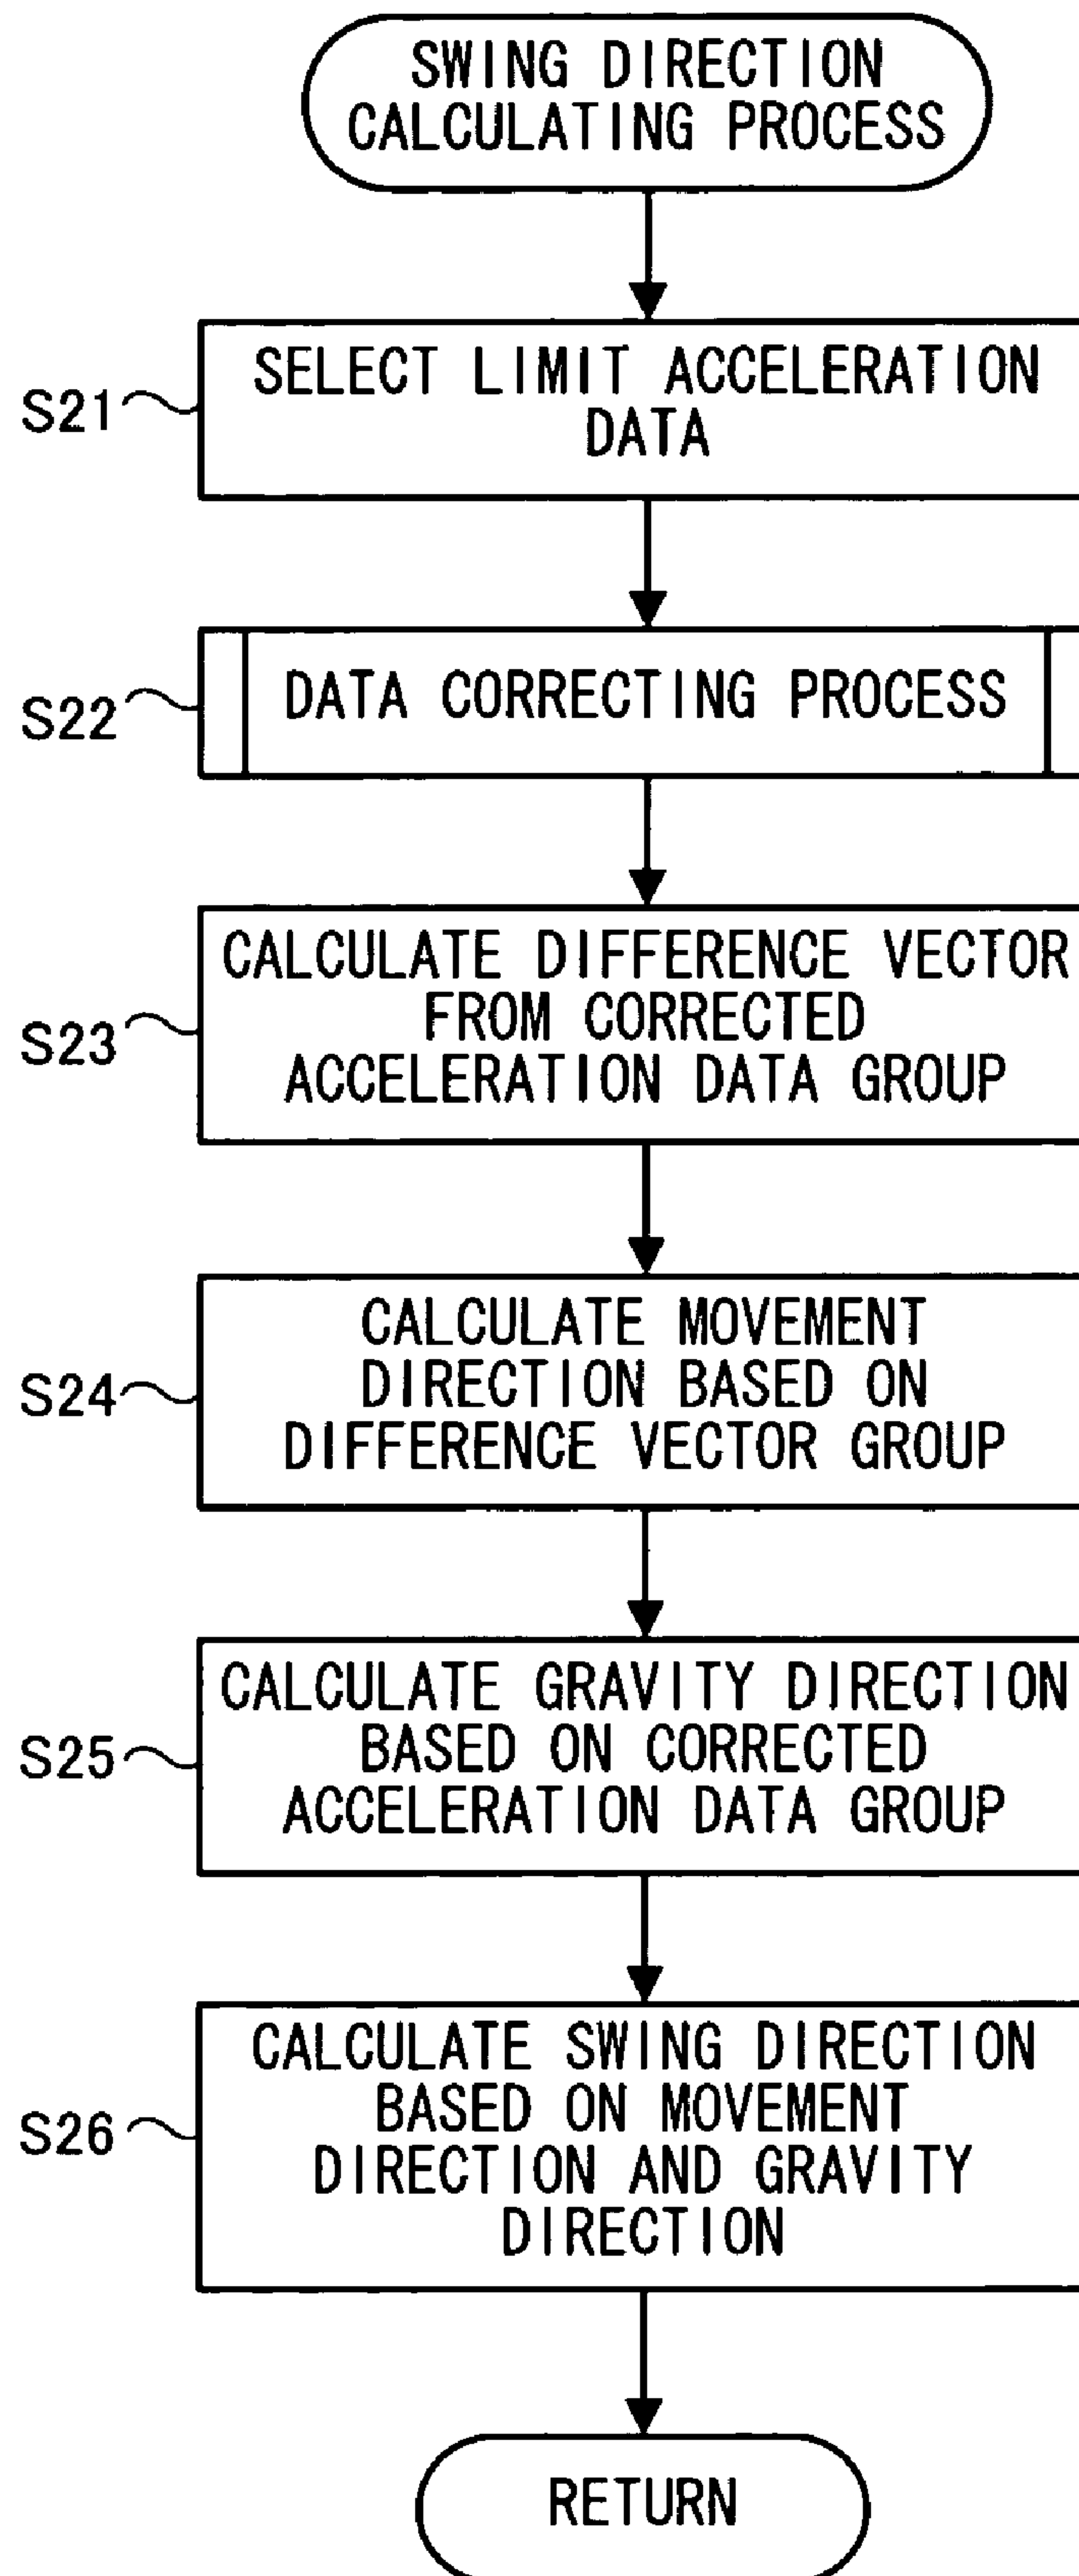 SWING DIRECTION
CALCULATING PROCESS
S21
SELECT LIMIT ACCELERATION
DATA
S22
DATA CORRECTING PROCESS
S23
CALCULATE DIFFERENCE VECTOR
FROM CORRECTED
ACCELERATION DATA GROUP
S24
CALCULATE MOVEMENT
DIRECTION BASED ON
DIFFERENCE VECTOR GROUP
S25
CALCULATE GRAVITY DIRECTION
BASED ON CORRECTED
ACCELERATION DATA GROUP
S26
CALCULATE SWING DIRECTION
BASED ON MOVEMENT
DIRECTION AND GRAVITY
DIRECTION
RETURN